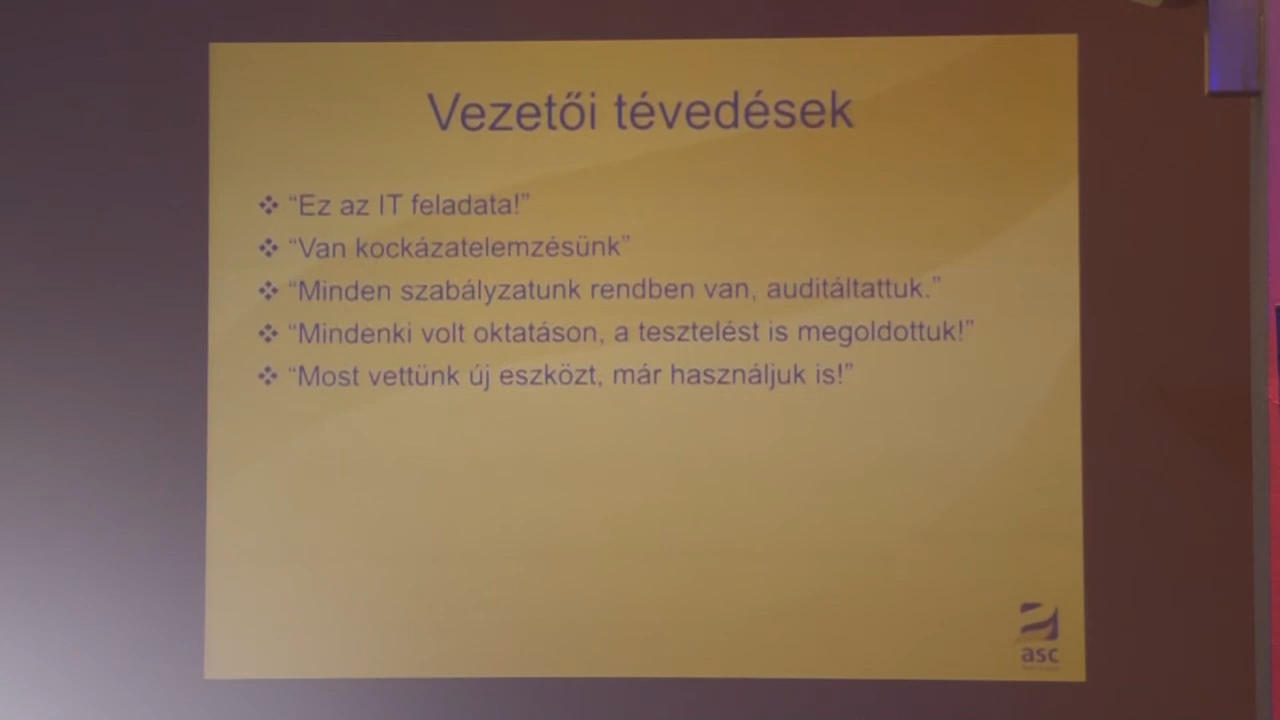 Vezetői tévedések
“Ez az IT feladata!”
“Van kockázatelemzésünk”
“Minden szabályzatunk rendben van, auditáltattuk.”
“Mindenki volt oktatáson, a tesztelést is megoldottuk!”
“Most vettünk új eszközt, már használjuk is!”
asc